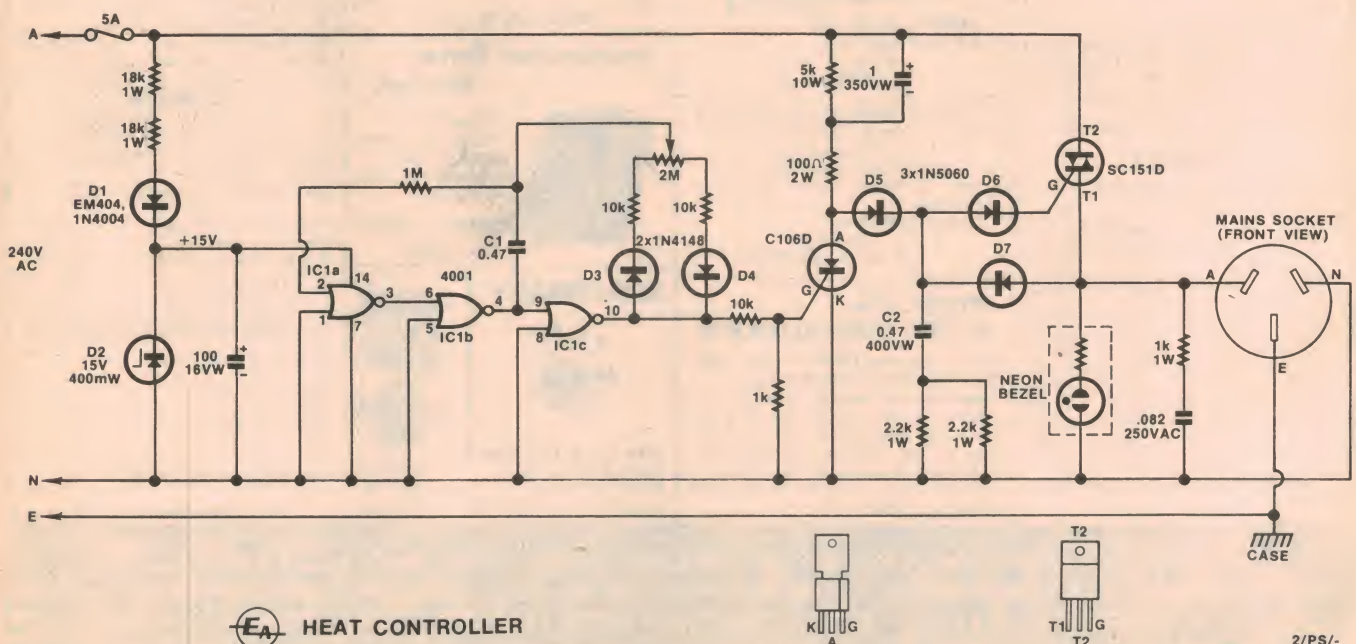 A
5A
18k
1W
18k
1W
D1
EM404,
1N4004
240V
AC
+15V
D2
15V
400mW
100
16VW
+
-
1M
IC1a
2
1
14
7
3
4001
6
5
4
IC1b
C1
0.47
9
8
10
IC1c
2M
10k
10k
2x1N4148
D3
D4
10k
1k
5k
10W
1
350VW
+
-
100Ω
2W
C106D
A
G
K
D5
3x1N5060
D6
D7
C2
0.47
400VW
2.2k
1W
2.2k
1W
T2
SC151D
G
T1
NEON
BEZEL
1k
1W
.082
250VAC
MAINS SOCKET
(FRONT VIEW)
A
N
E
CASE
N
E
EA HEAT CONTROLLER
K
A
G
T2
T1
T2
G
2/PS/-